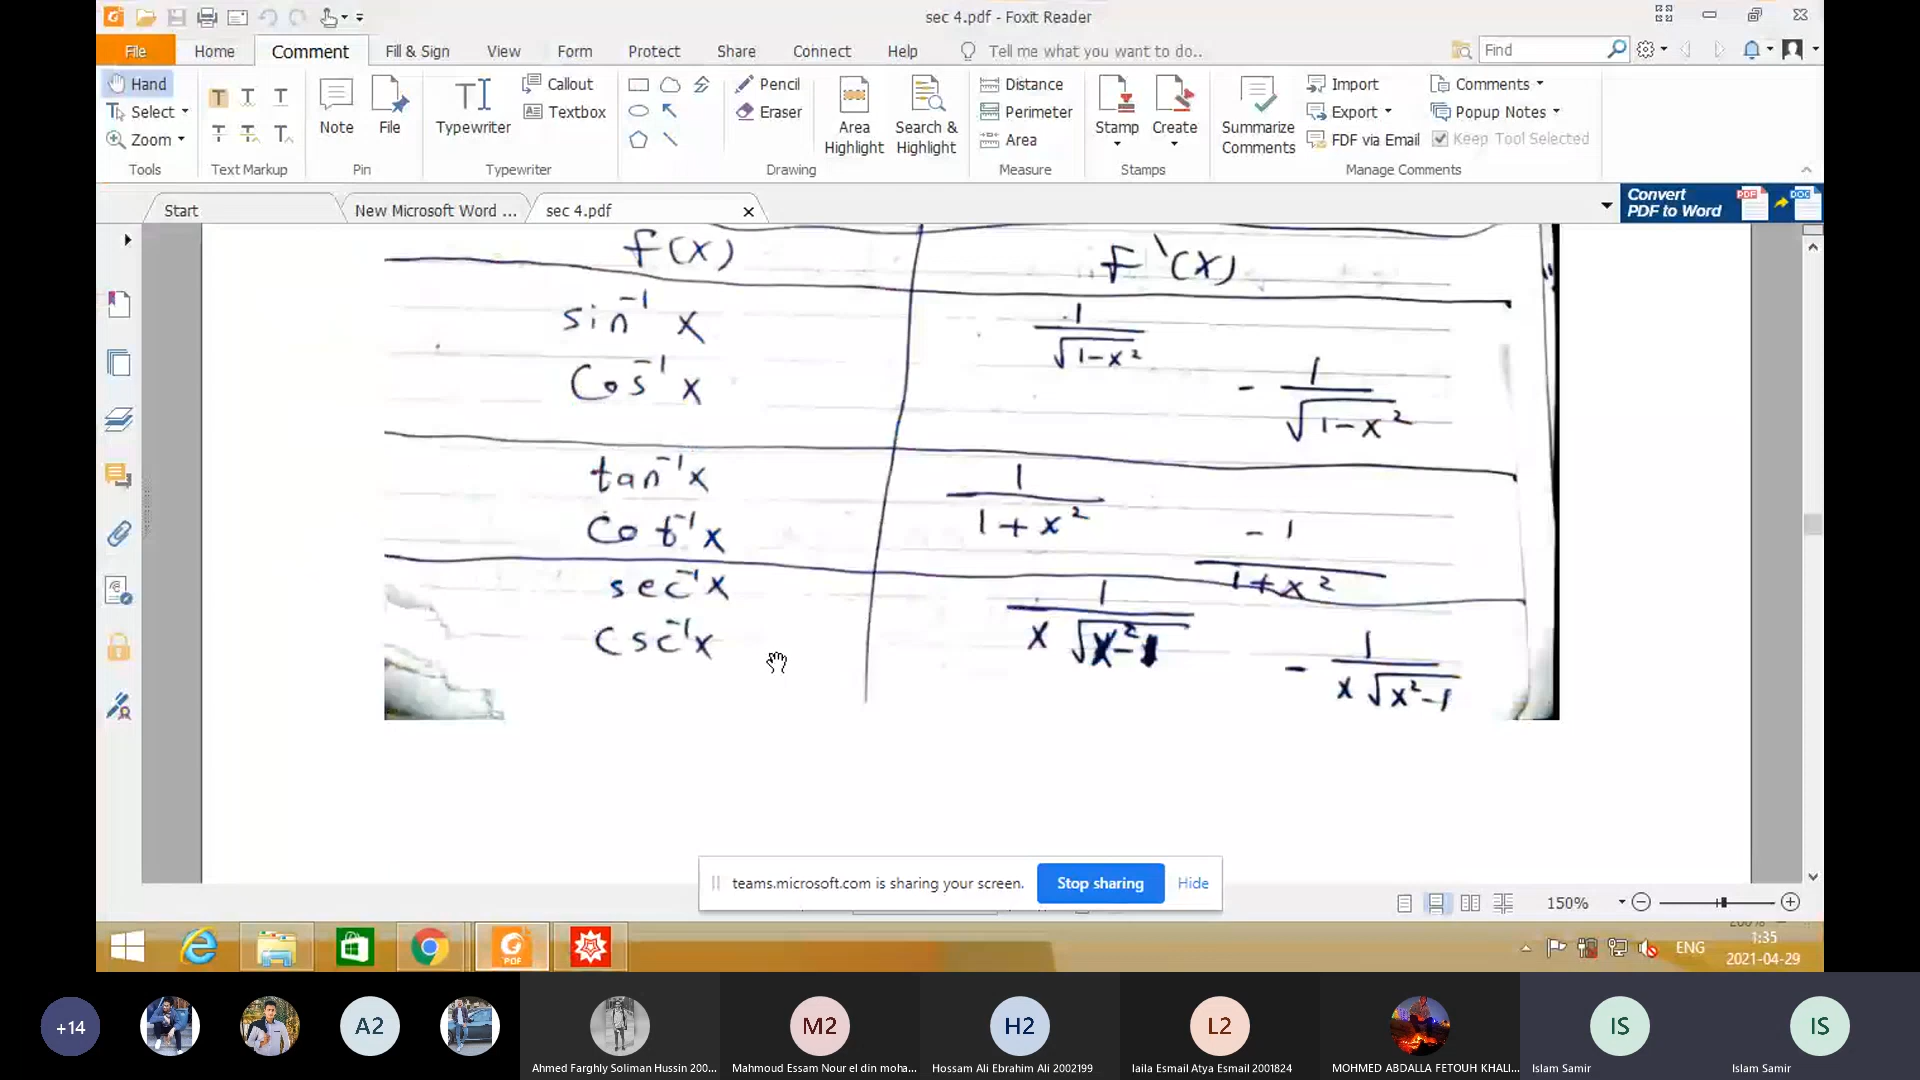 sec 4.pdf - Foxit Reader
File Home Comment Fill & Sign View Form Protect Share Connect Help Tell me what you want to do.. Find
Hand Select Zoom
Tools
Text Markup
Note File
Pin
Typewriter Callout Textbox
Typewriter
Pencil Eraser Area Highlight Search & Highlight
Drawing
Distance Perimeter Area
Measure
Stamp Create
Stamps
Summarize Comments Import Export FDF via Email Comments Popup Notes Keep Tool Selected
Manage Comments
Start New Microsoft Word ... sec 4.pdf
Convert
PDF to Word
F(x) F`(x)
sin⁻¹ x 1/√(1-x²)
Cos⁻¹ x - 1/√(1-x²)
tan⁻¹ x 1/(1+x²)
Cot⁻¹ x -1/(1+x²)
sec⁻¹ x 1/(x√(x²-1))
Csc⁻¹ x - 1/(x√(x²-1))
teams.microsoft.com is sharing your screen. Stop sharing Hide
150%
ENG
1:35
2021-04-29
+14 A2 M2 H2 L2 IS IS
Ahmed Farghly Soliman Hussin 200... Mahmoud Essam Nour el din moha... Hossam Ali Ebrahim Ali 2002199 laila Esmail Atya Esmail 2001824 MOHMED ABDALLA FETOUH KHALI... Islam Samir Islam Samir